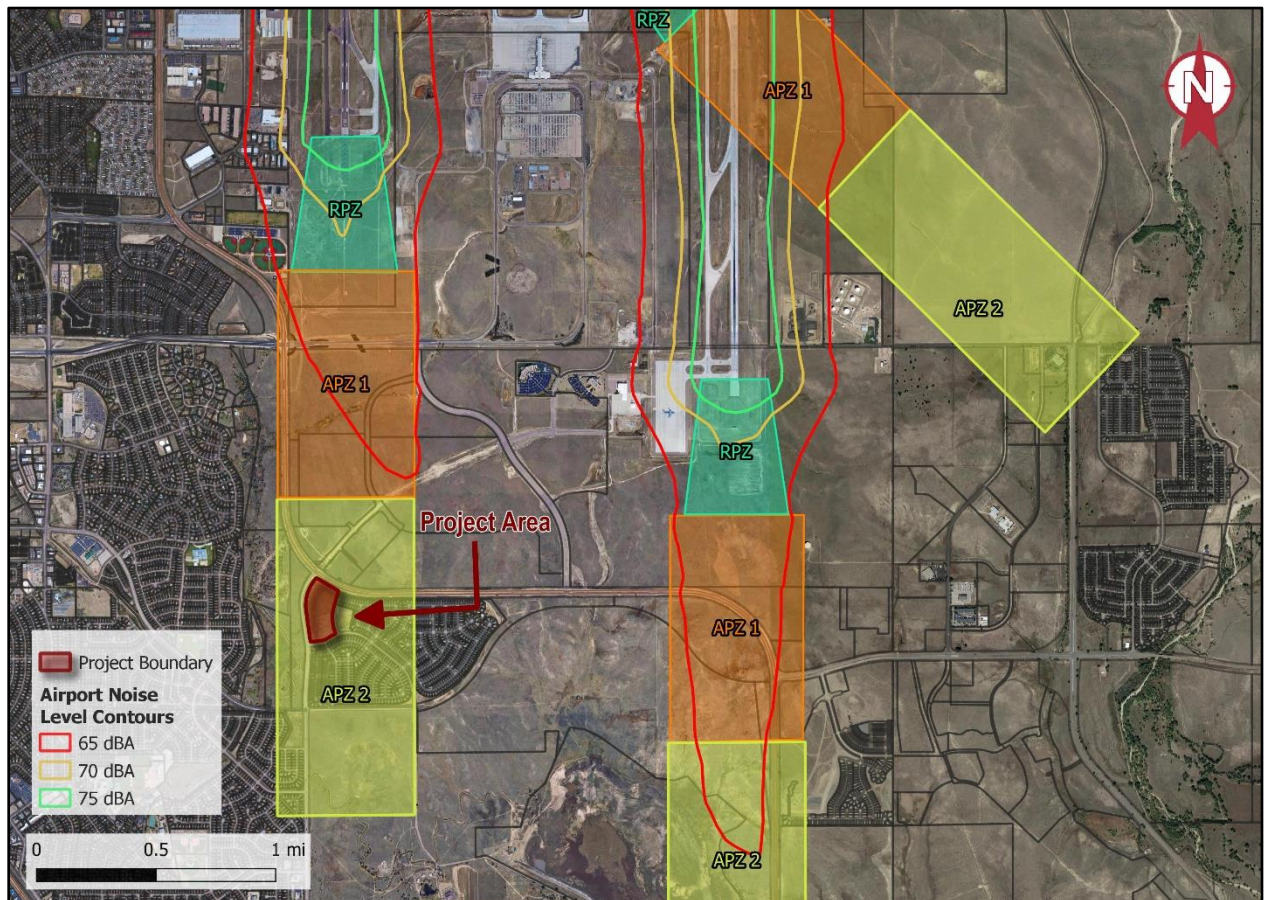 RPZ
N
APZ 1
RPZ
APZ 2
APZ 1
RPZ
Project Area
APZ 1
APZ 2
APZ 2
Project Boundary
Airport Noise
Level Contours
65 dBA
70 dBA
75 dBA
0 0.5 1 mi